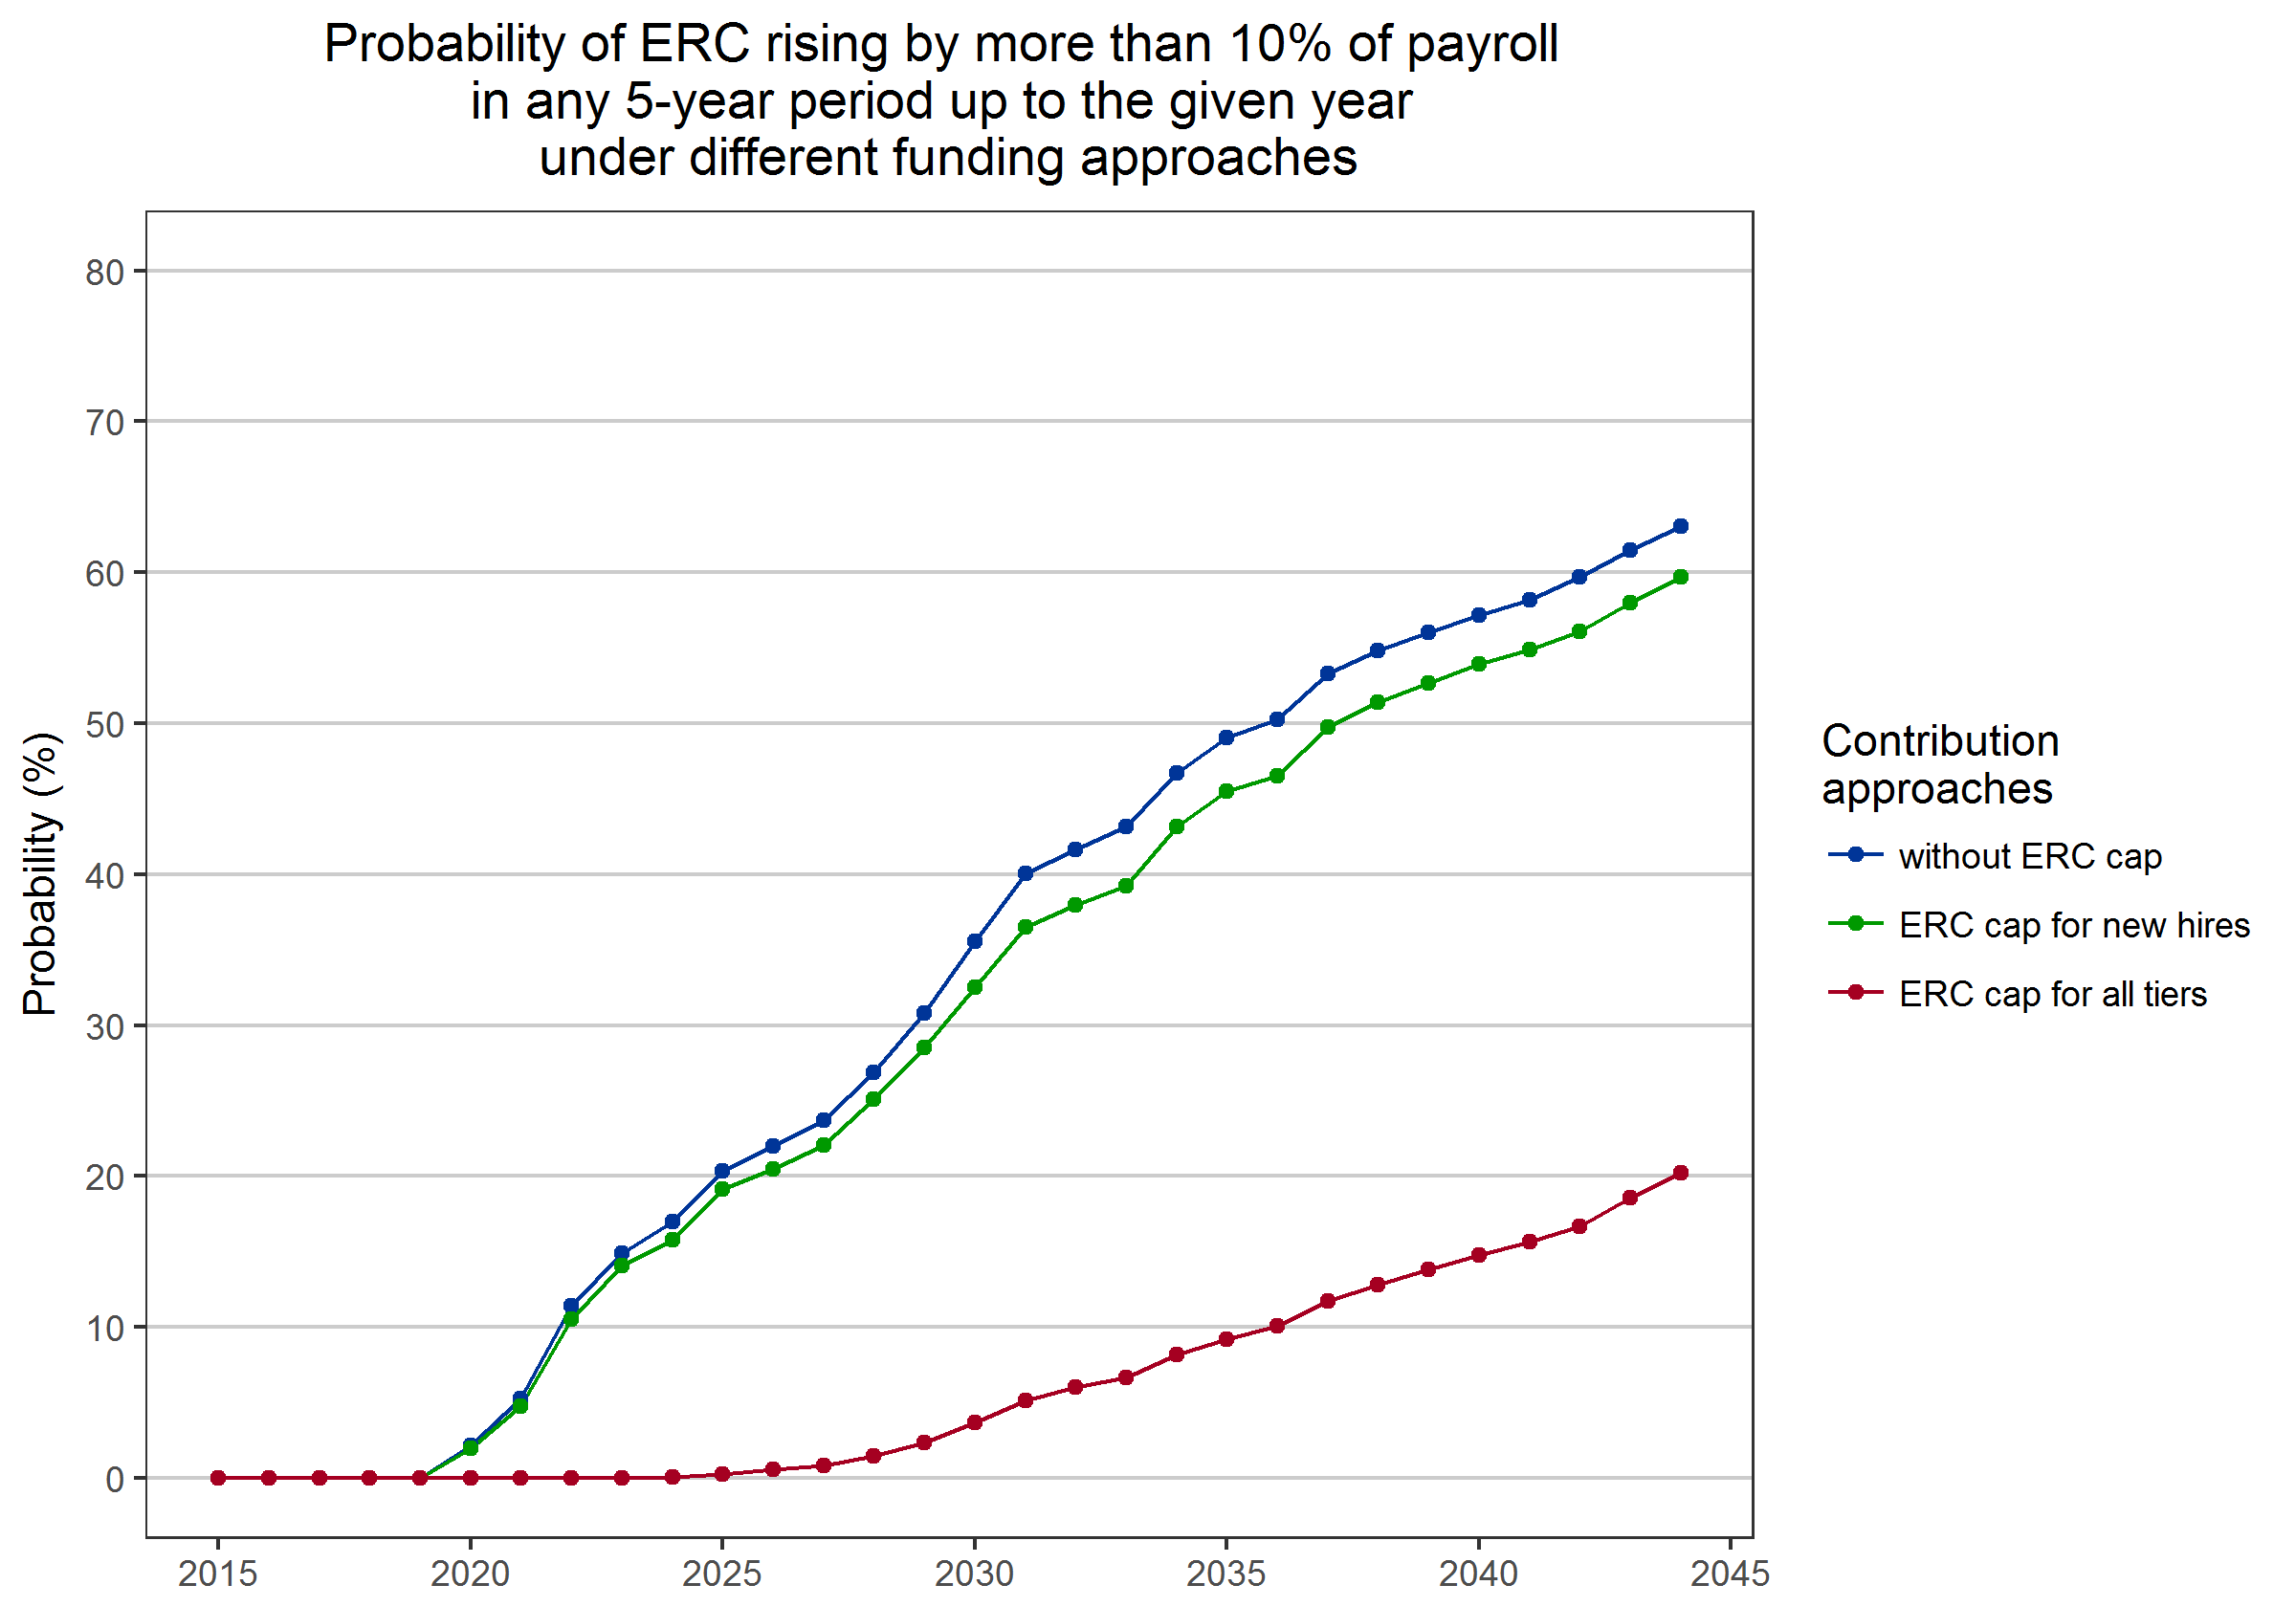 Probability of ERC rising by more than 10% of payroll
in any 5-year period up to the given year
under different funding approaches
80
70
60
50
40
30
20
10
0
Probability (%)
2015
2020
2025
2030
2035
2040
2045
Contribution
approaches
without ERC cap
ERC cap for new hires
ERC cap for all tiers